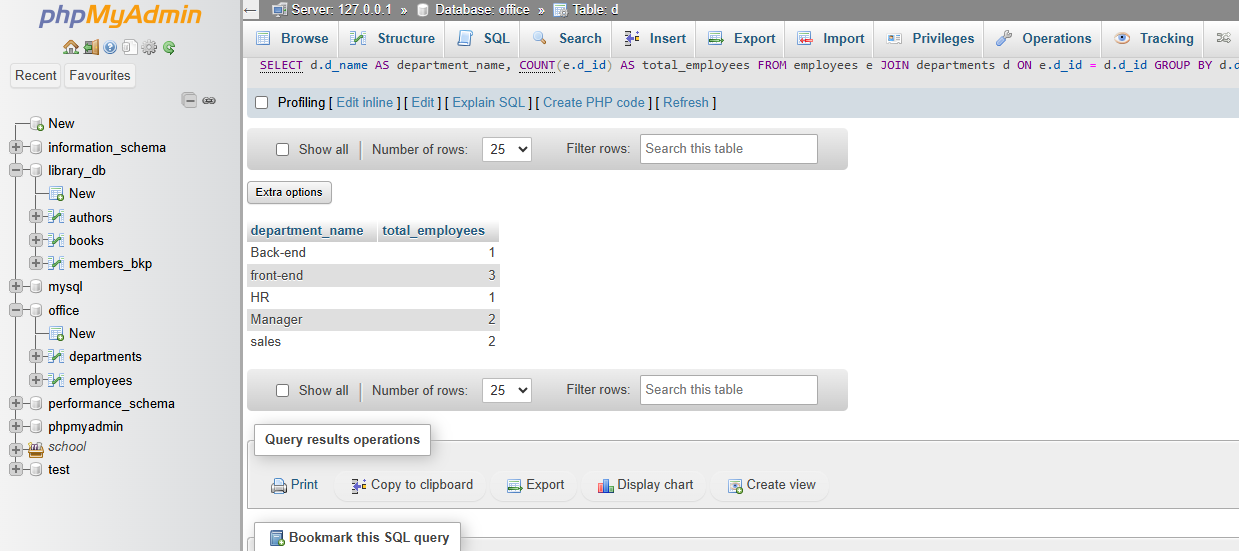 phpMyAdmin
Recent Favourites
New
information_schema
library_db
New
authors
books
members_bkp
mysql
office
New
departments
employees
performance_schema
phpmyadmin
school
test
Server: 127.0.0.1 » Database: office » Table: d
Browse Structure SQL Search Insert Export Import Privileges Operations Tracking
SELECT d.d_name AS department_name, COUNT(e.d_id) AS total_employees FROM employees e JOIN departments d ON e.d_id = d.d_id GROUP BY d.d
Profiling [ Edit inline ] [ Edit ] [ Explain SQL ] [ Create PHP code ] [ Refresh ]
Show all Number of rows: 25 Filter rows: Search this table
Extra options
department_name total_employees
Back-end 1
front-end 3
HR 1
Manager 2
sales 2
Show all Number of rows: 25 Filter rows: Search this table
Query results operations
Print Copy to clipboard Export Display chart Create view
Bookmark this SQL query